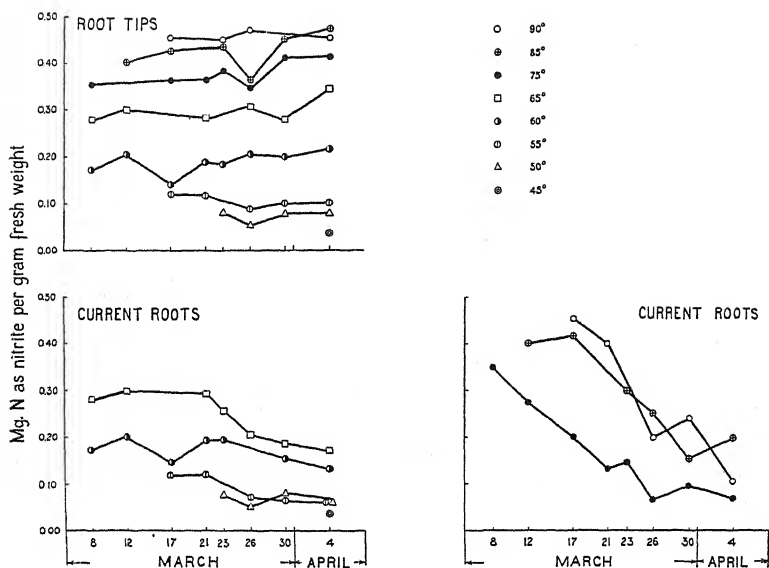 Mg. N as nitrite per gram fresh weight
ROOT TIPS
0.50
0.40
0.30
0.20
0.10
0.00
90°
85°
75°
65°
60°
55°
50°
45°
CURRENT ROOTS
0.50
0.30
0.20
0.10
0.00
8 12 17 21 23 26 30 4
MARCH APRIL
CURRENT ROOTS
8 12 17 21 23 26 30 4
MARCH APRIL